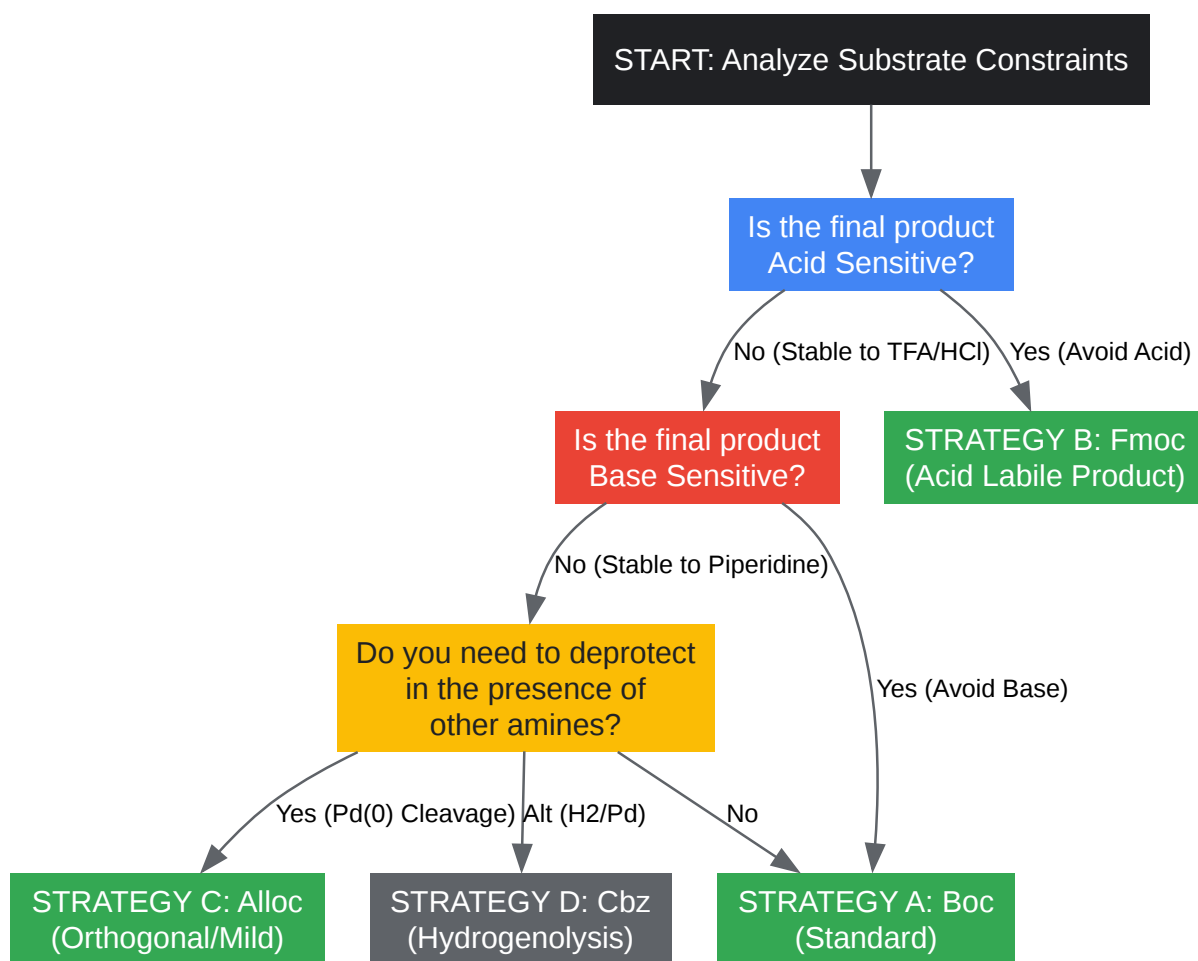 START: Analyze Substrate Constraints
Is the final product
Acid Sensitive?
No (Stable to TFA/HCl)
Yes (Avoid Acid)
Is the final product
Base Sensitive?
STRATEGY B: Fmoc
(Acid Labile Product)
No (Stable to Piperidine)
Do you need to deprotect
in the presence of
other amines?
Yes (Avoid Base)
Yes (Pd(0) Cleavage)
Alt (H2/Pd)
No
STRATEGY C: Alloc
(Orthogonal/Mild)
STRATEGY D: Cbz
(Hydrogenolysis)
STRATEGY A: Boc
(Standard)